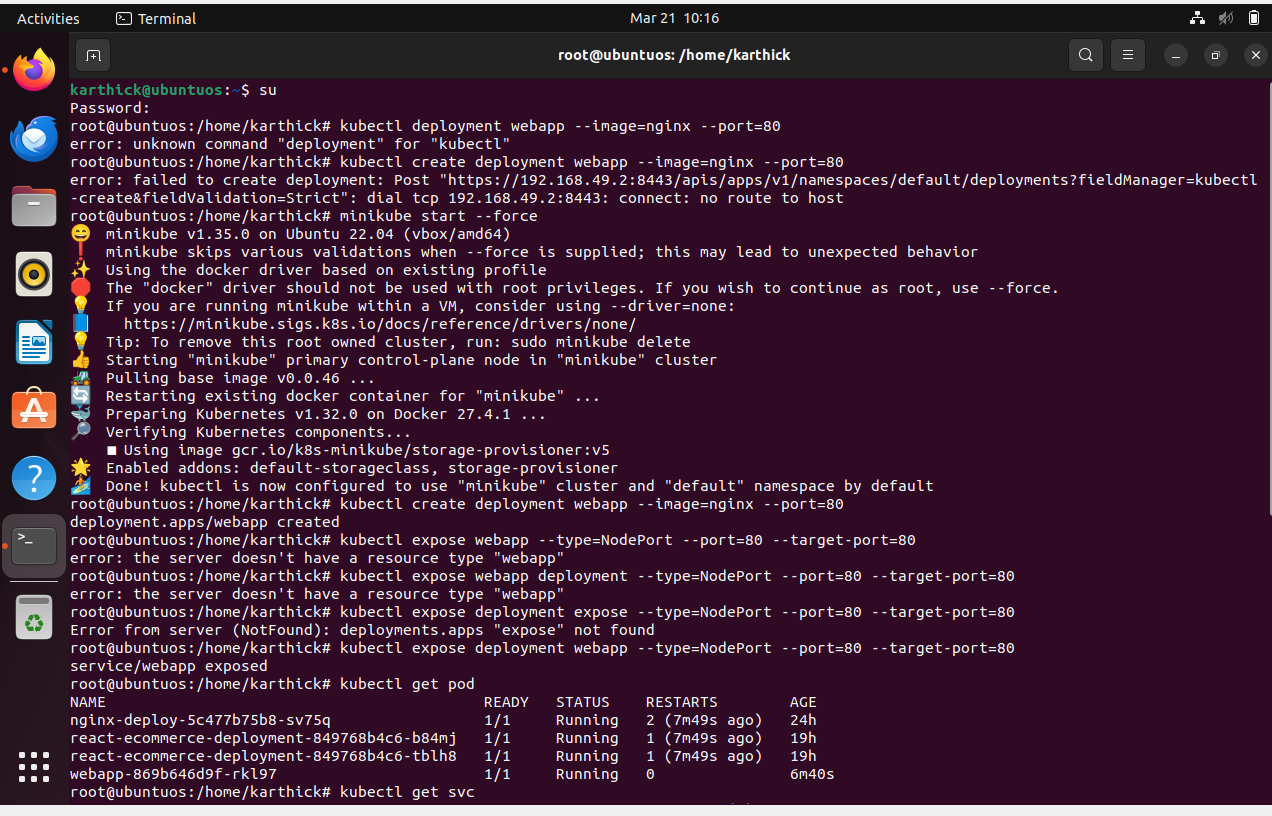 Activities
Terminal
Mar 21 10:16
root@ubuntuos: /home/karthick
karthick@ubuntuos:~$ su
Password:
root@ubuntuos:/home/karthick# kubectl deployment webapp --image=nginx --port=80
error: unknown command "deployment" for "kubectl"
root@ubuntuos:/home/karthick# kubectl create deployment webapp --image=nginx --port=80
error: failed to create deployment: Post "https://192.168.49.2:8443/apis/apps/v1/namespaces/default/deployments?fieldManager=kubectl
-create&fieldValidation=Strict": dial tcp 192.168.49.2:8443: connect: no route to host
root@ubuntuos:/home/karthick# minikube start --force
😄 minikube v1.35.0 on Ubuntu 22.04 (vbox/amd64)
❗ minikube skips various validations when --force is supplied; this may lead to unexpected behavior
✨ Using the docker driver based on existing profile
🛑 The "docker" driver should not be used with root privileges. If you wish to continue as root, use --force.
💡 If you are running minikube within a VM, consider using --driver=none:
📘 https://minikube.sigs.k8s.io/docs/reference/drivers/none/
💡 Tip: To remove this root owned cluster, run: sudo minikube delete
👍 Starting "minikube" primary control-plane node in "minikube" cluster
🚜 Pulling base image v0.0.46 ...
🔄 Restarting existing docker container for "minikube" ...
🐳 Preparing Kubernetes v1.32.0 on Docker 27.4.1 ...
🔎 Verifying Kubernetes components...
■ Using image gcr.io/k8s-minikube/storage-provisioner:v5
🌟 Enabled addons: default-storageclass, storage-provisioner
🏄 Done! kubectl is now configured to use "minikube" cluster and "default" namespace by default
root@ubuntuos:/home/karthick# kubectl create deployment webapp --image=nginx --port=80
deployment.apps/webapp created
root@ubuntuos:/home/karthick# kubectl expose webapp --type=NodePort --port=80 --target-port=80
error: the server doesn't have a resource type "webapp"
root@ubuntuos:/home/karthick# kubectl expose webapp deployment --type=NodePort --port=80 --target-port=80
error: the server doesn't have a resource type "webapp"
root@ubuntuos:/home/karthick# kubectl expose deployment expose --type=NodePort --port=80 --target-port=80
Error from server (NotFound): deployments.apps "expose" not found
root@ubuntuos:/home/karthick# kubectl expose deployment webapp --type=NodePort --port=80 --target-port=80
service/webapp exposed
root@ubuntuos:/home/karthick# kubectl get pod
NAME READY STATUS RESTARTS AGE
nginx-deploy-5c477b75b8-sv75q 1/1 Running 2 (7m49s ago) 24h
react-ecommerce-deployment-849768b4c6-b84mj 1/1 Running 1 (7m49s ago) 19h
react-ecommerce-deployment-849768b4c6-tblh8 1/1 Running 1 (7m49s ago) 19h
webapp-869b646d9f-rkl97 1/1 Running 0 6m40s
root@ubuntuos:/home/karthick# kubectl get svc